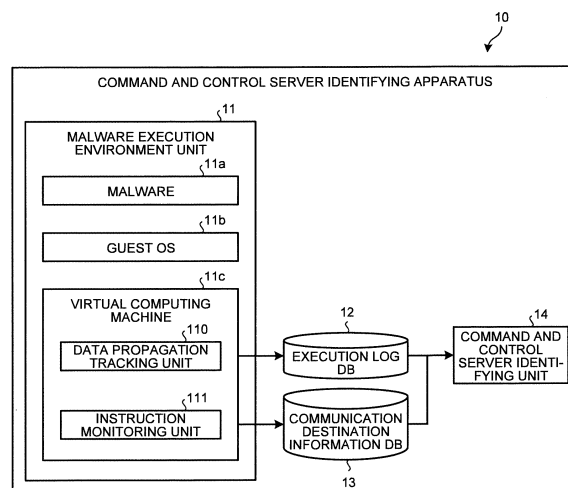 10
COMMAND AND CONTROL SERVER IDENTIFYING APPARATUS
11
MALWARE EXECUTION
ENVIRONMENT UNIT
11a
MALWARE
11b
GUEST OS
11c
VIRTUAL COMPUTING
MACHINE
110
DATA PROPAGATION
TRACKING UNIT
111
INSTRUCTION
MONITORING UNIT
12
EXECUTION LOG
DB
COMMUNICATION
DESTINATION
INFORMATION DB
13
14
COMMAND AND
CONTROL
SERVER IDENTI-
FYING UNIT